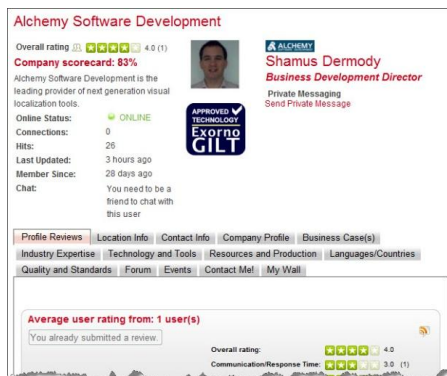 Alchemy Software Development
Overall rating 4.0 (1)
Company scorecard: 83%
Alchemy Software Development is the
leading provider of next generation visual
localization tools.
Online Status: ONLINE
Connections: 0
Hits: 26
Last Updated: 3 hours ago
Member Since: 28 days ago
Chat: You need to be a
friend to chat with
this user
APPROVED
TECHNOLOGY
Exorno
GILT
ALCHEMY
Shamus Dermody
Business Development Director
Private Messaging
Send Private Message
Profile Reviews Location Info Contact Info Company Profile Business Case(s)
Industry Expertise Technology and Tools Resources and Production Languages/Countries
Quality and Standards Forum Events Contact Me! My Wall
Average user rating from: 1 user(s)
You already submitted a review.
Overall rating: 4.0
Communication/Response Time: 3.0 (1)